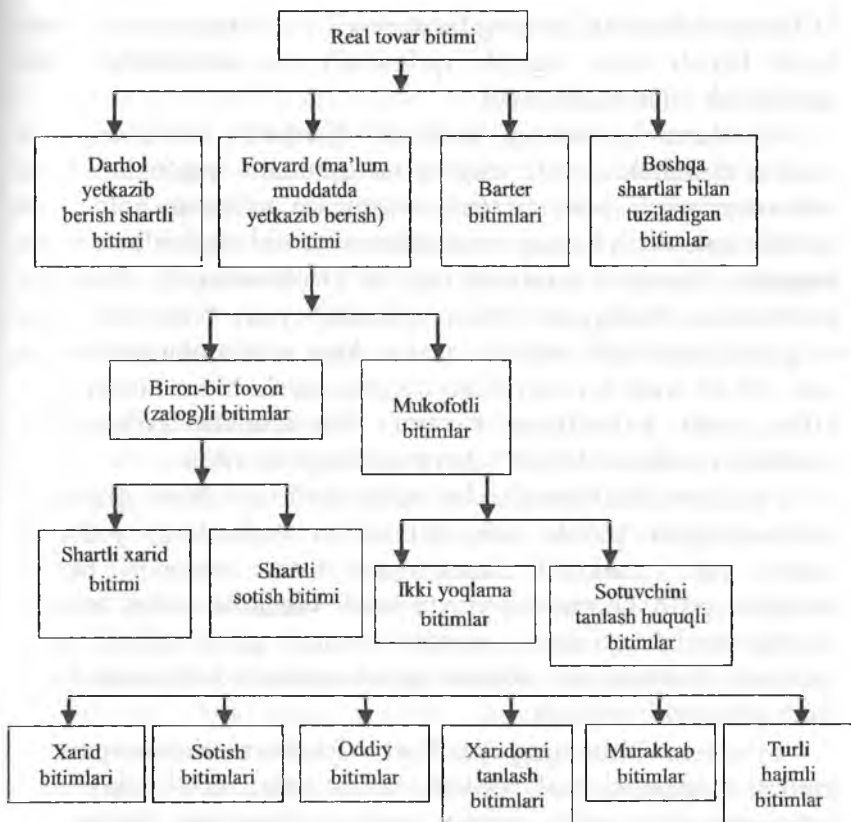 Real tovar bitimi
Darhol
yetkazib
berish shartli
bitimi
Forvard (ma’lum
muddatda
yetkazib berish)
bitimi
Barter
bitimlari
Boshqa
shartlar bilan
tuziladigan
bitimlar
Biron-bir tovon
(zalog)li bitimlar
Mukofotli
bitimlar
Shartli xarid
bitimi
Shartli
sotish bitimi
Ikki yoqlama
bitimlar
Sotuvchini
tanlash huquqli
bitimlar
Xarid
bitimlari
Sotish
bitimlari
Oddiy
bitimlar
Xaridorni
tanlash
bitimlari
Murakkab
bitimlar
Turli
hajmli
bitimlar